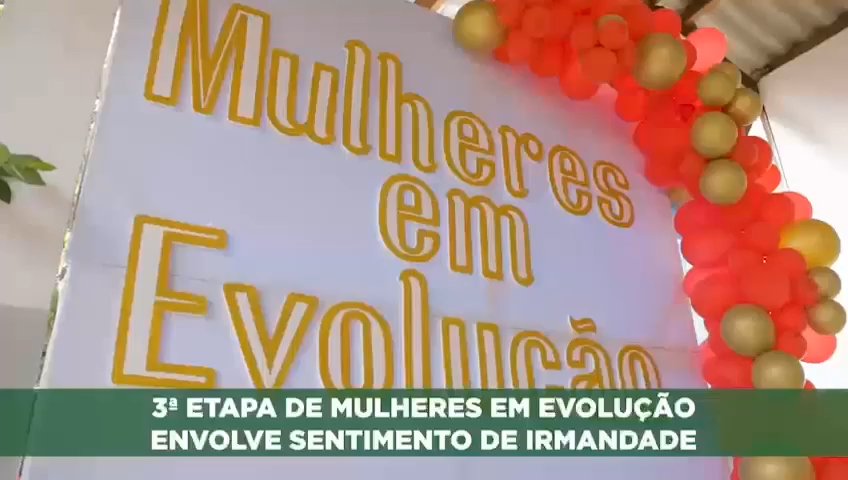 Mulheres
em
Evolução
3ª ETAPA DE MULHERES EM EVOLUÇÃO
ENVOLVE SENTIMENTO DE IRMANDADE